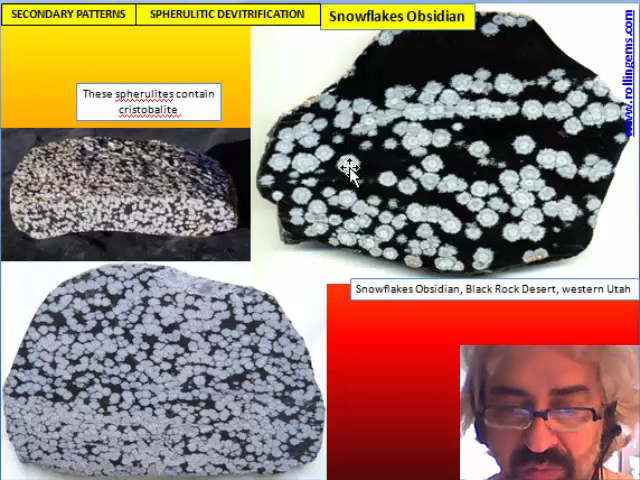 SECONDARY PATTERNS
SPHERULITIC DEVITRIFICATION
Snowflakes Obsidian
www.rollingems.com
These spherulites contain
cristobalite
Snowflakes Obsidian, Black Rock Desert, western Utah